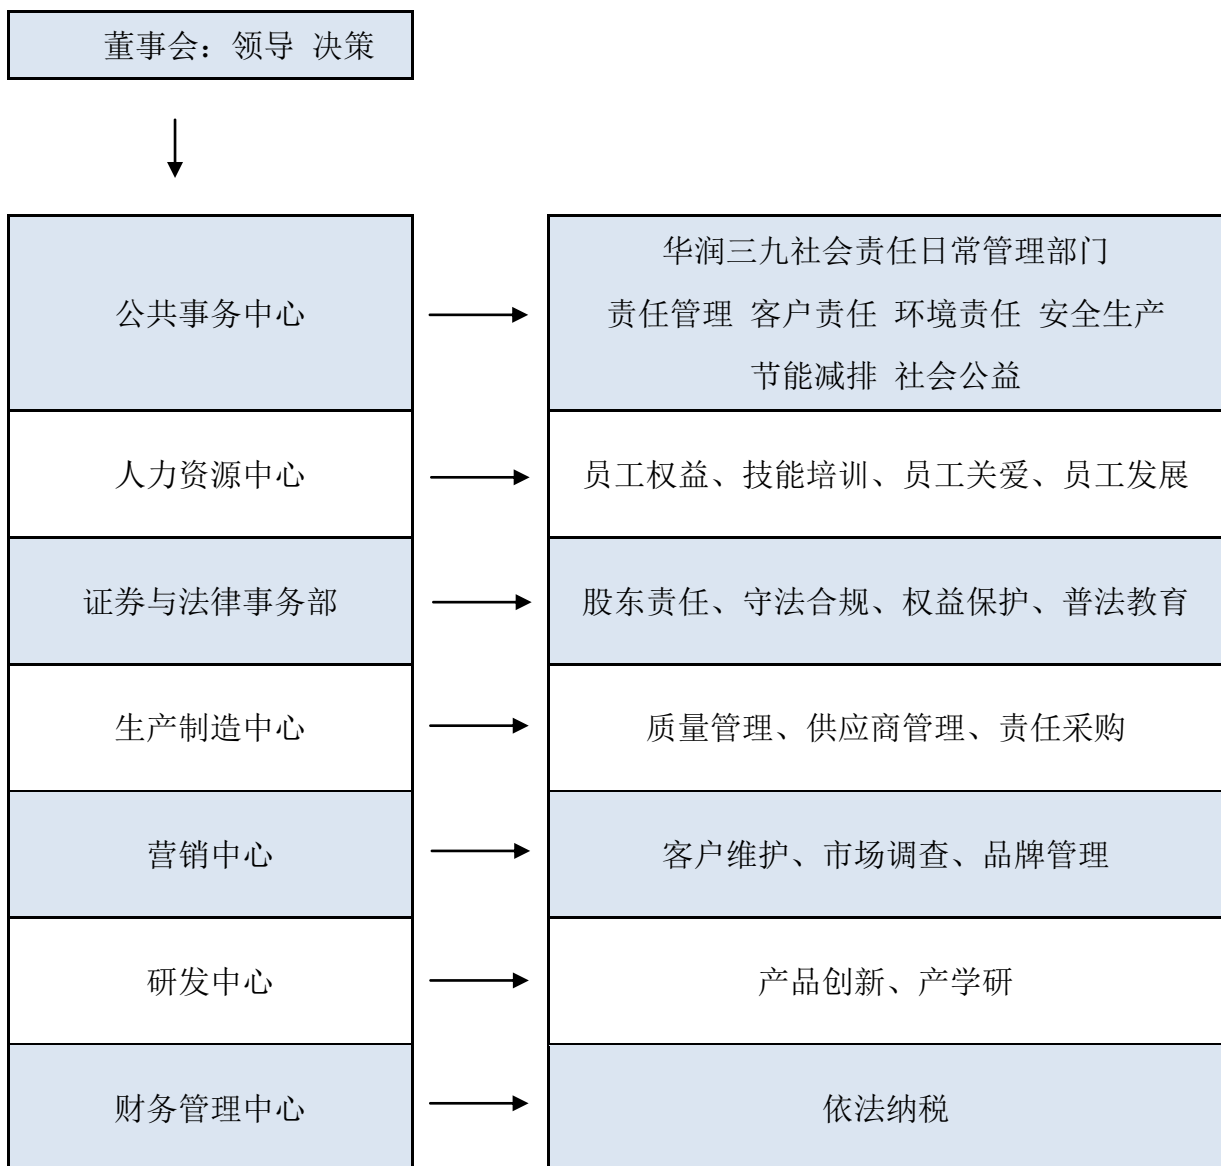 董事会：领导 决策
公共事务中心
华润三九社会责任日常管理部门
责任管理 客户责任 环境责任 安全生产
节能减排 社会公益
人力资源中心
员工权益、技能培训、员工关爱、员工发展
证券与法律事务部
股东责任、守法合规、权益保护、普法教育
生产制造中心
质量管理、供应商管理、责任采购
营销中心
客户维护、市场调查、品牌管理
研发中心
产品创新、产学研
财务管理中心
依法纳税